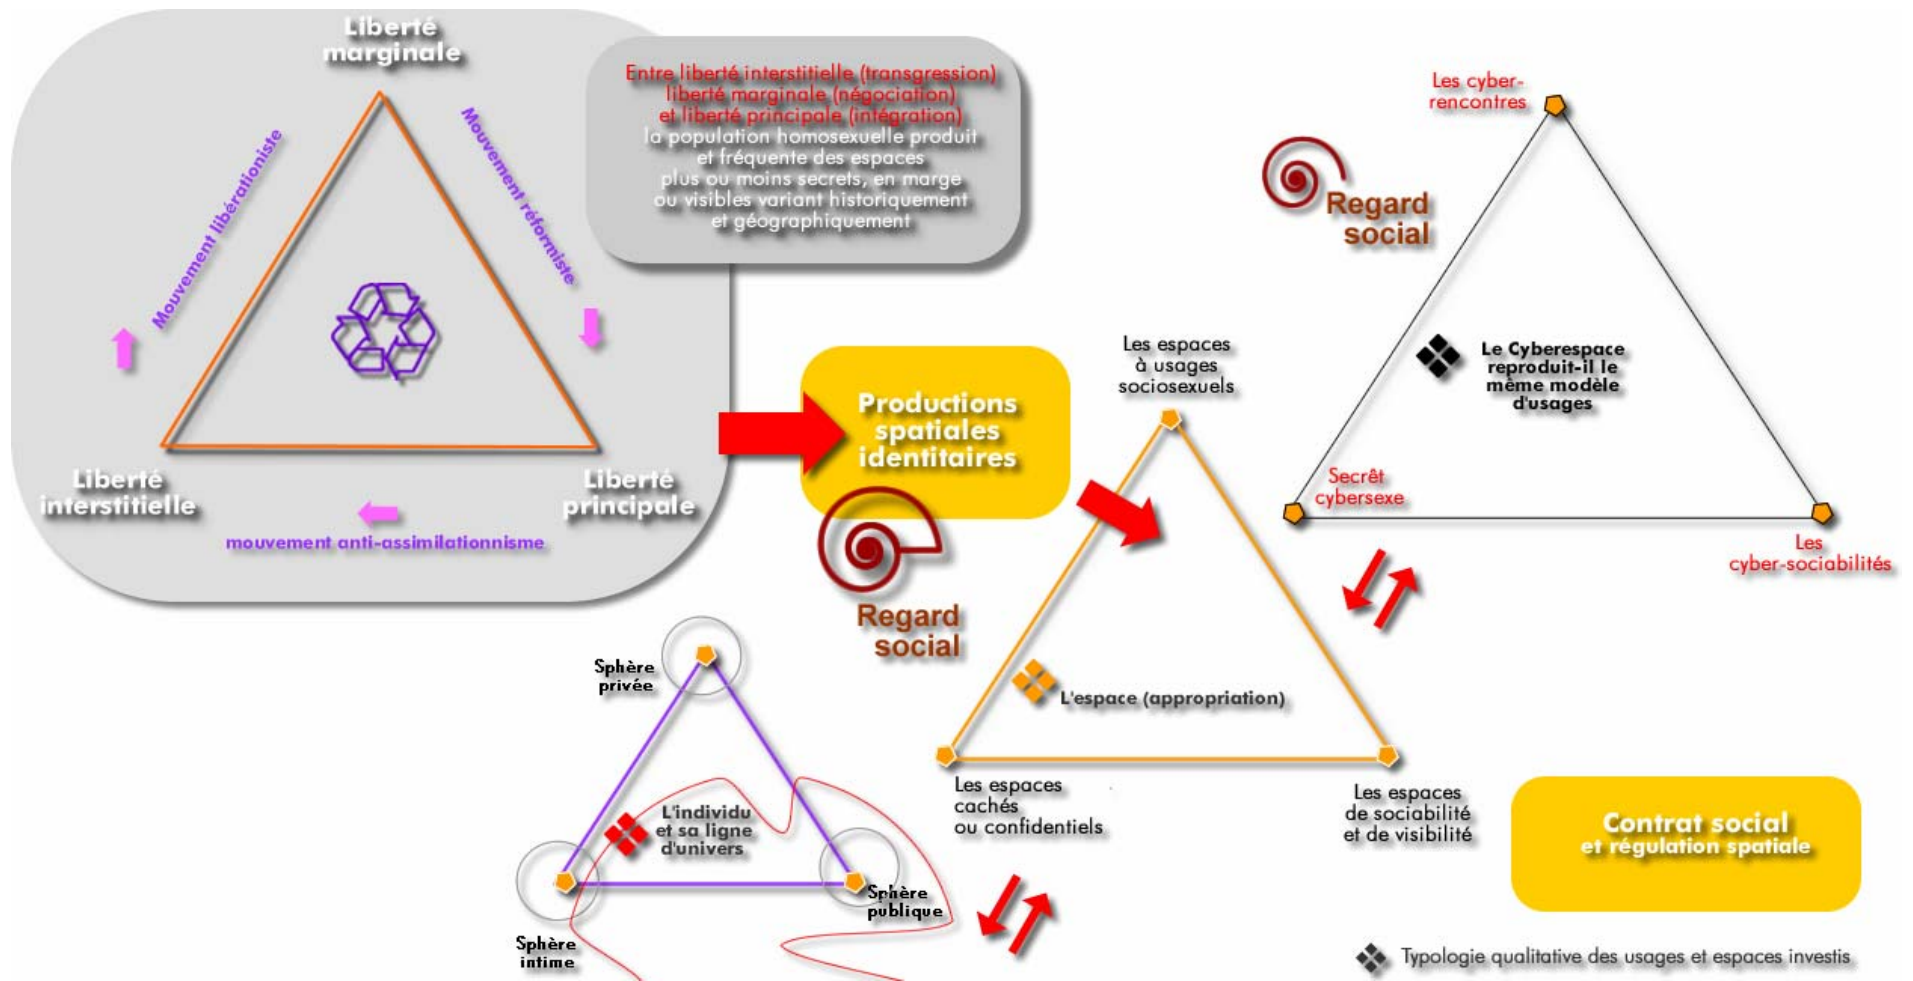 Liberté
marginale
Mouvement libérationiste
Mouvement réformiste
Liberté
interstitielle
Liberté
principale
mouvement anti-assimilationnisme
Entre liberté interstitielle (transgression)
liberté marginale (négociation)
et liberté principale (intégration)
la population homosexuelle produit
et fréquente des espaces
plus ou moins secrets, en marge
ou visibles variant historiquement
et géographiquement
Productions
spatiales
identitaires
Regard
social
Les cyber-
rencontres
Regard
social
Le Cyberespace
reproduit-il le
même modèle
d'usages
Secrêt
cybersexe
Les
cyber-sociabilités
Les espaces
à usages
sociosexuels
L'espace (appropriation)
Les espaces
cachés
ou confidentiels
Les espaces
de sociabilité
et de visibilité
Sphère
privée
L'individu
et sa ligne
d'univers
Sphère
publique
Sphère
intime
Contrat social
et régulation spatiale
Typologie qualitative des usages et espaces investis